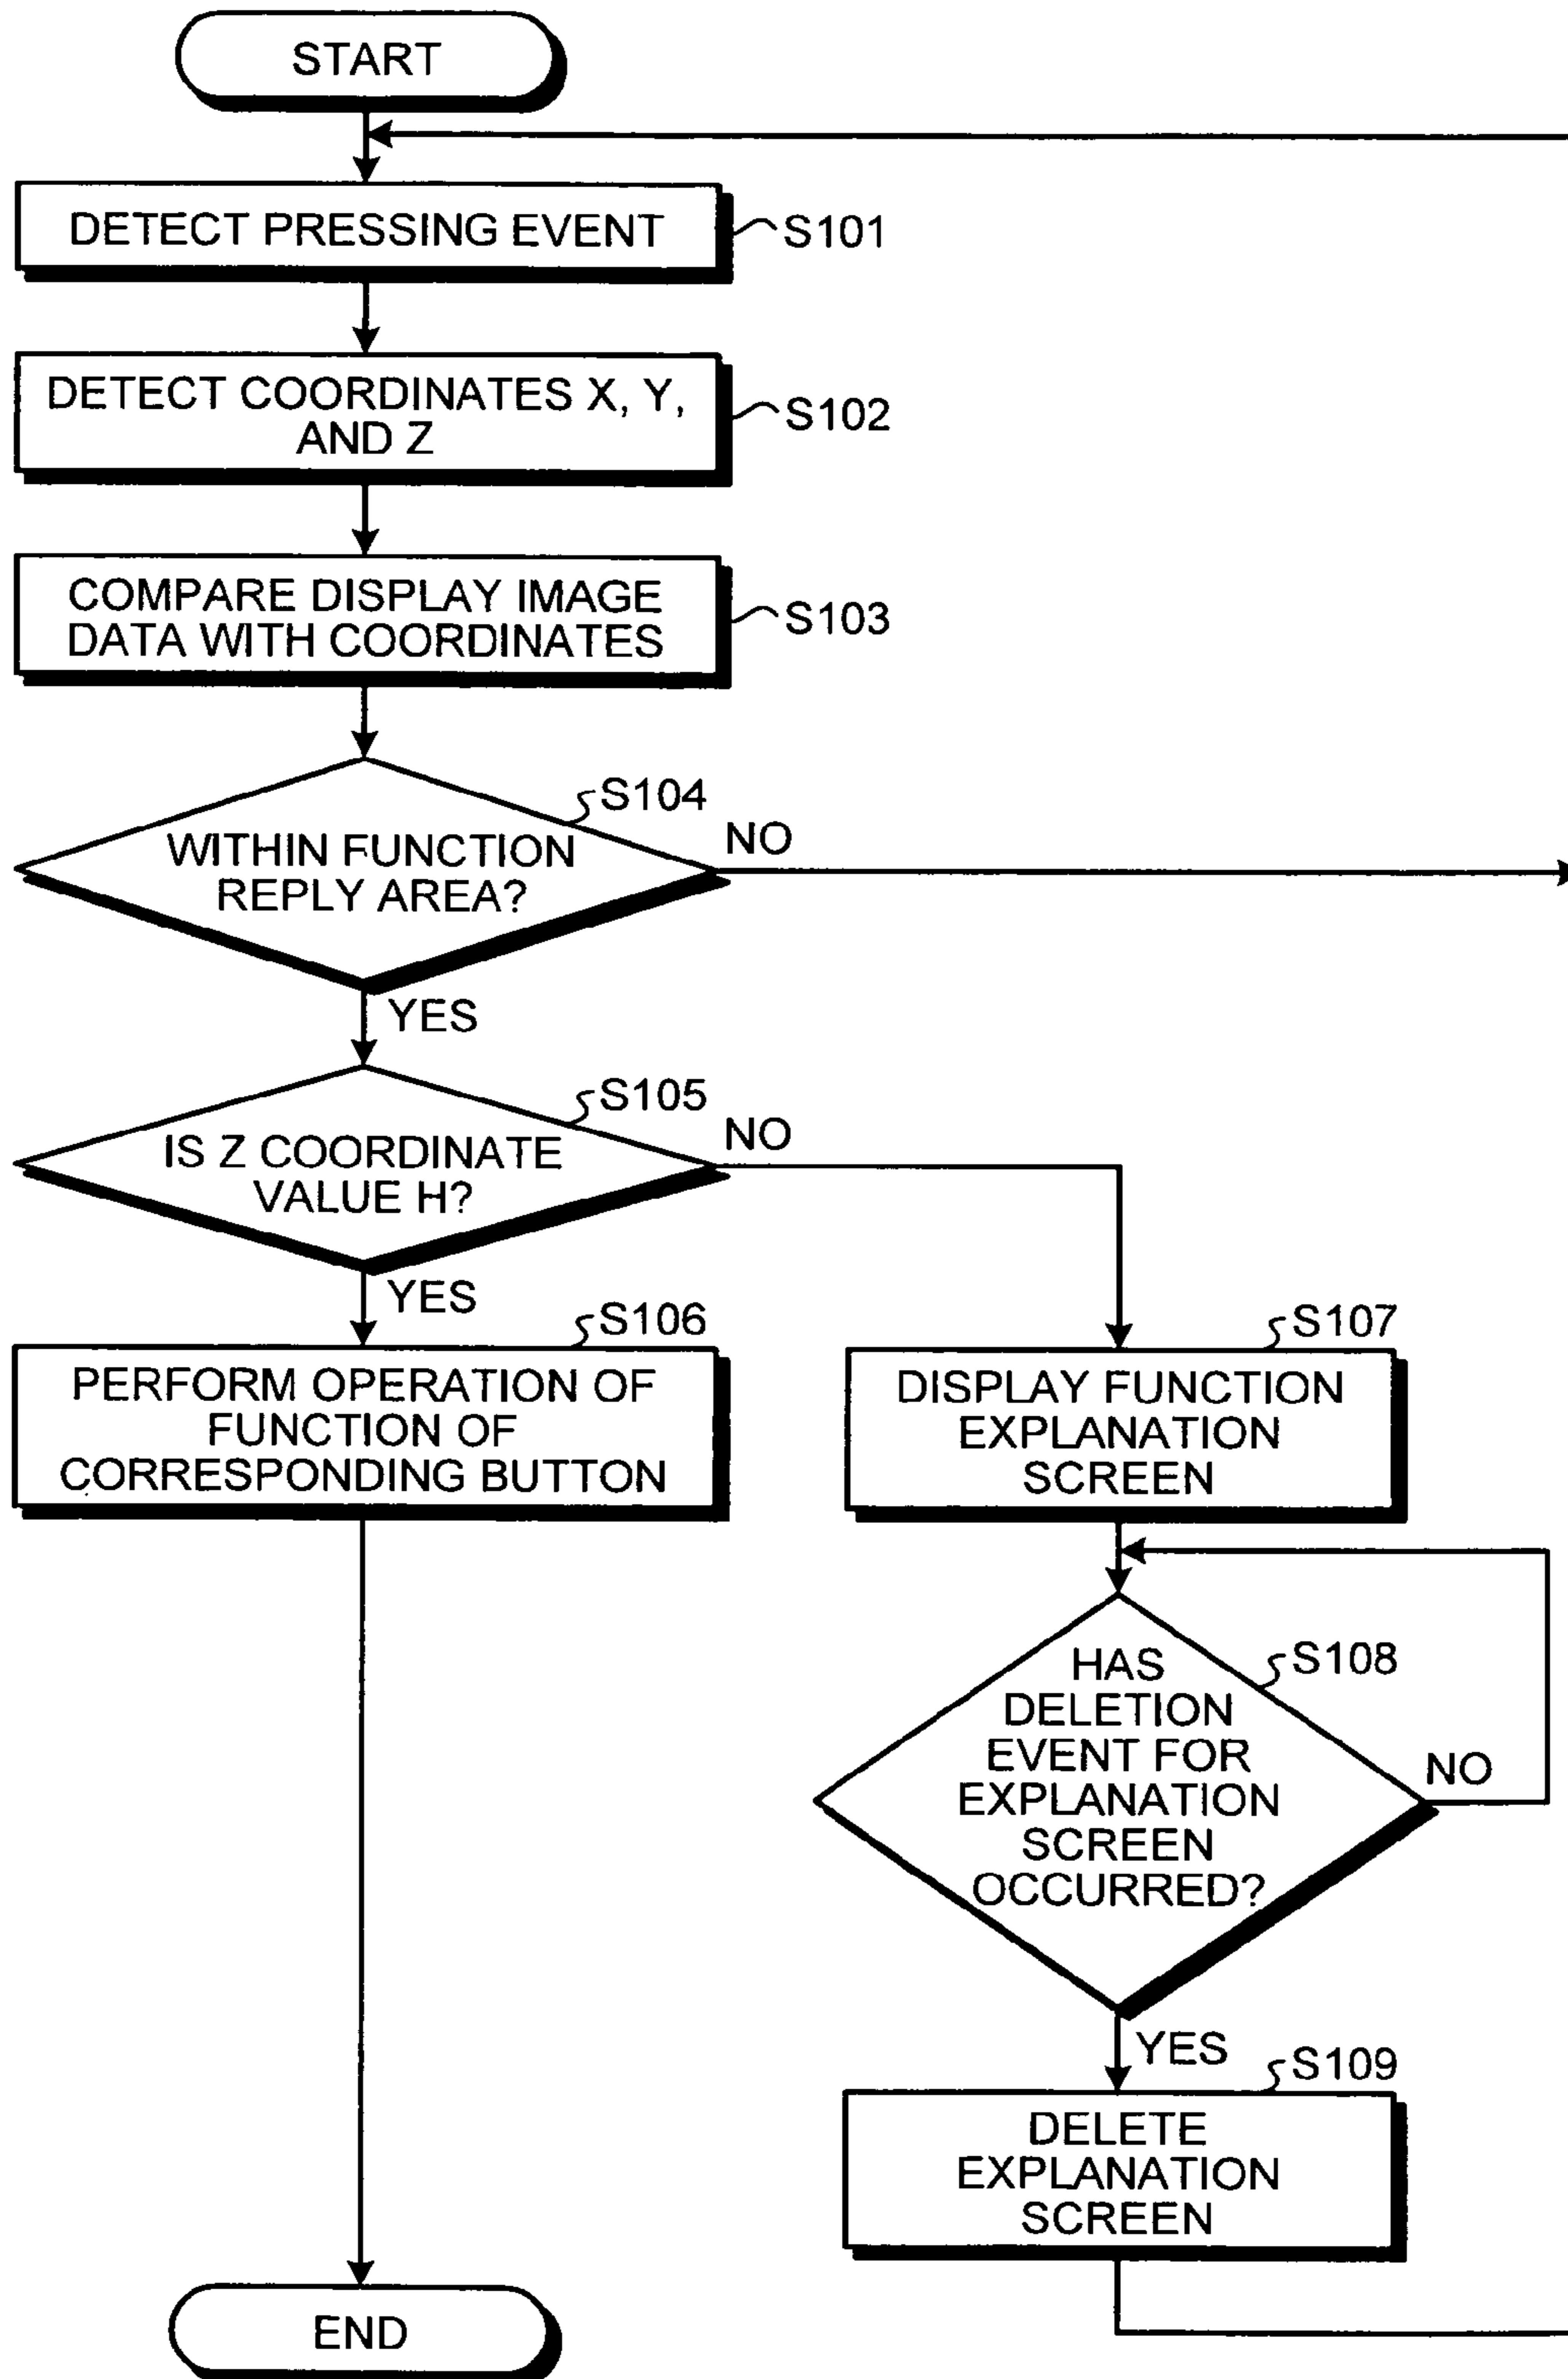 START
DETECT PRESSING EVENT
S101
DETECT COORDINATES X, Y,
AND Z
S102
COMPARE DISPLAY IMAGE
DATA WITH COORDINATES
S103
S104
WITHIN FUNCTION
REPLY AREA?
NO
YES
S105
IS Z COORDINATE
VALUE H?
NO
YES
S106
PERFORM OPERATION OF
FUNCTION OF
CORRESPONDING BUTTON
S107
DISPLAY FUNCTION
EXPLANATION
SCREEN
S108
HAS
DELETION
EVENT FOR
EXPLANATION
SCREEN
OCCURRED?
NO
YES
S109
DELETE
EXPLANATION
SCREEN
END